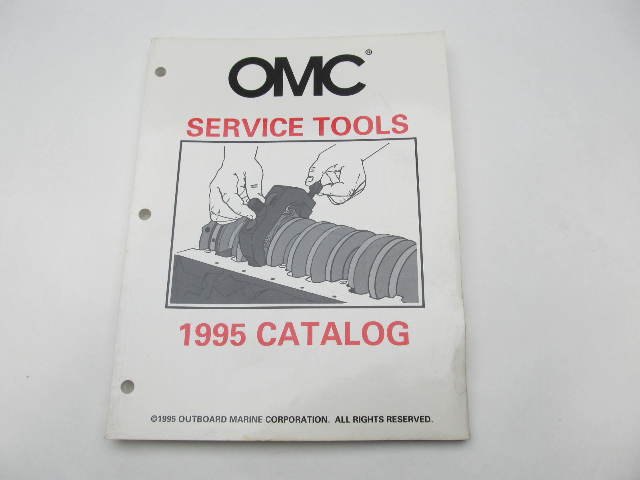 OMC®
SERVICE TOOLS
1995 CATALOG
©1995 OUTBOARD MARINE CORPORATION. ALL RIGHTS RESERVED.